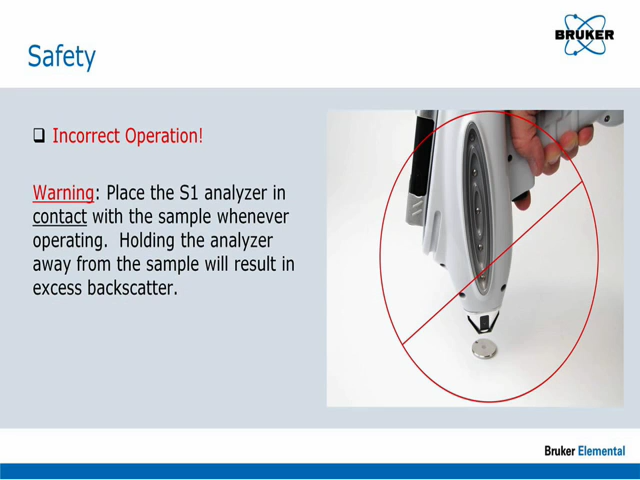 BRUKER
Safety
Incorrect Operation!
Warning: Place the S1 analyzer in
contact with the sample whenever
operating. Holding the analyzer
away from the sample will result in
excess backscatter.
Bruker Elemental